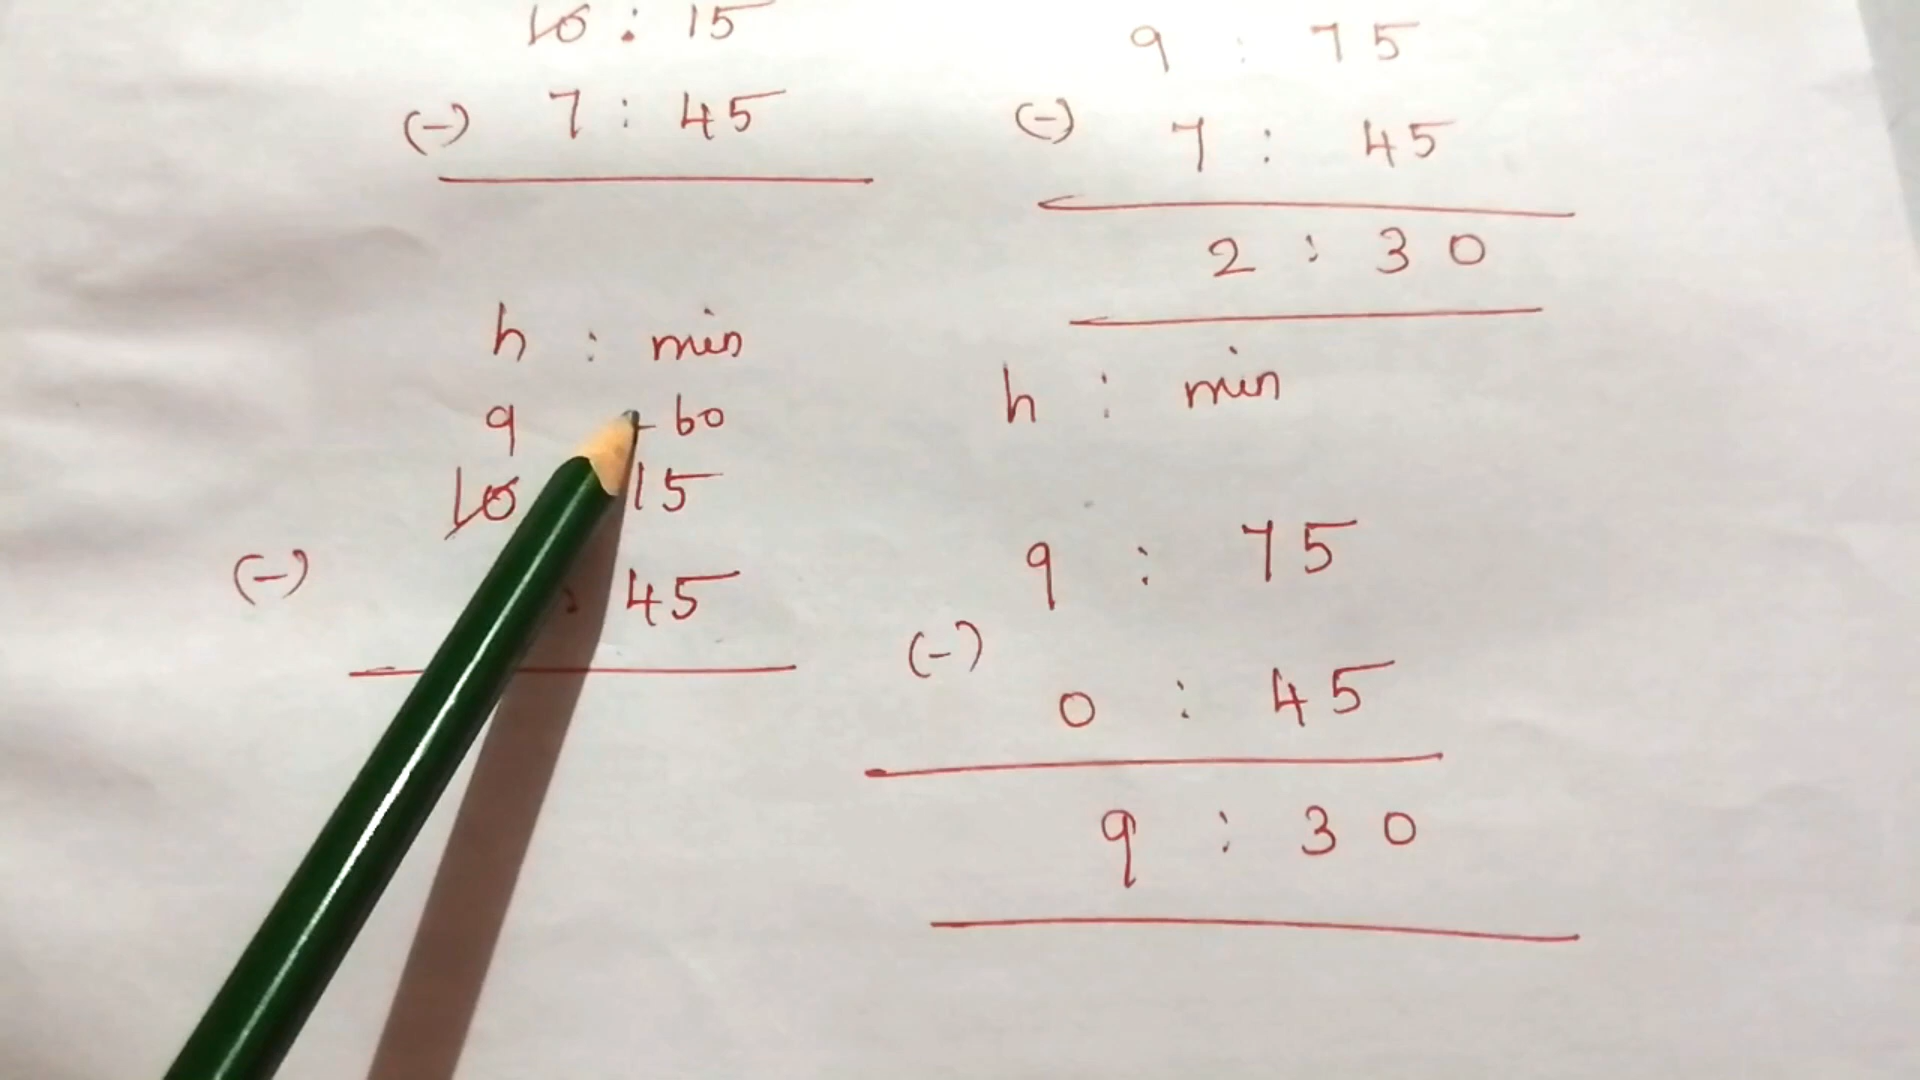 10 : 15
(-) 7 : 45
9 : 75
(-) 7 : 45
2 : 30
h : min
9 60
10 15
(-) : 45
h : min
9 : 75
(-) 0 : 45
9 : 30